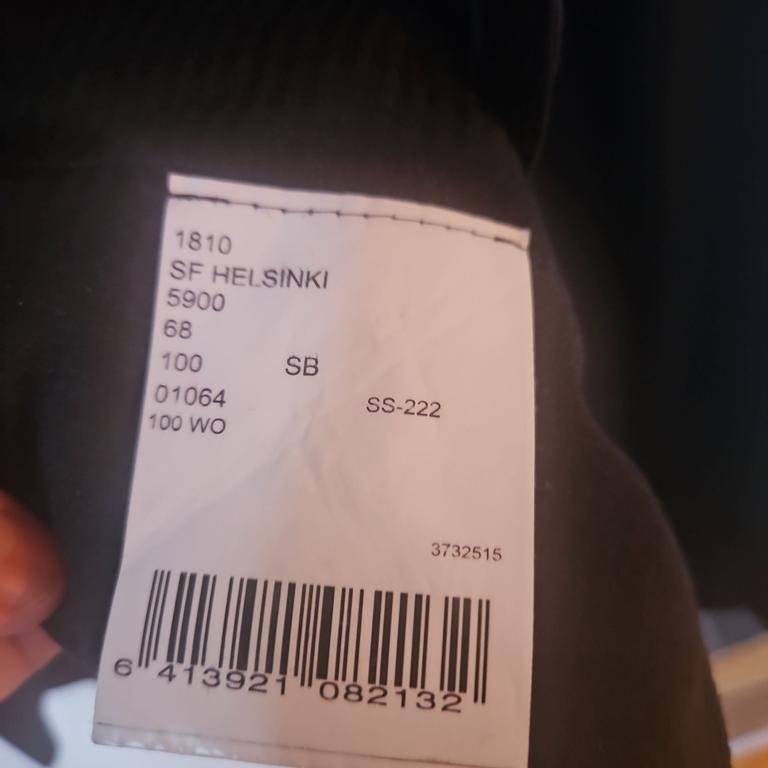 1810
SF HELSINKI
5900
68
100 SB
01064 SS-222
100 WO
3732515
6 413921 082132